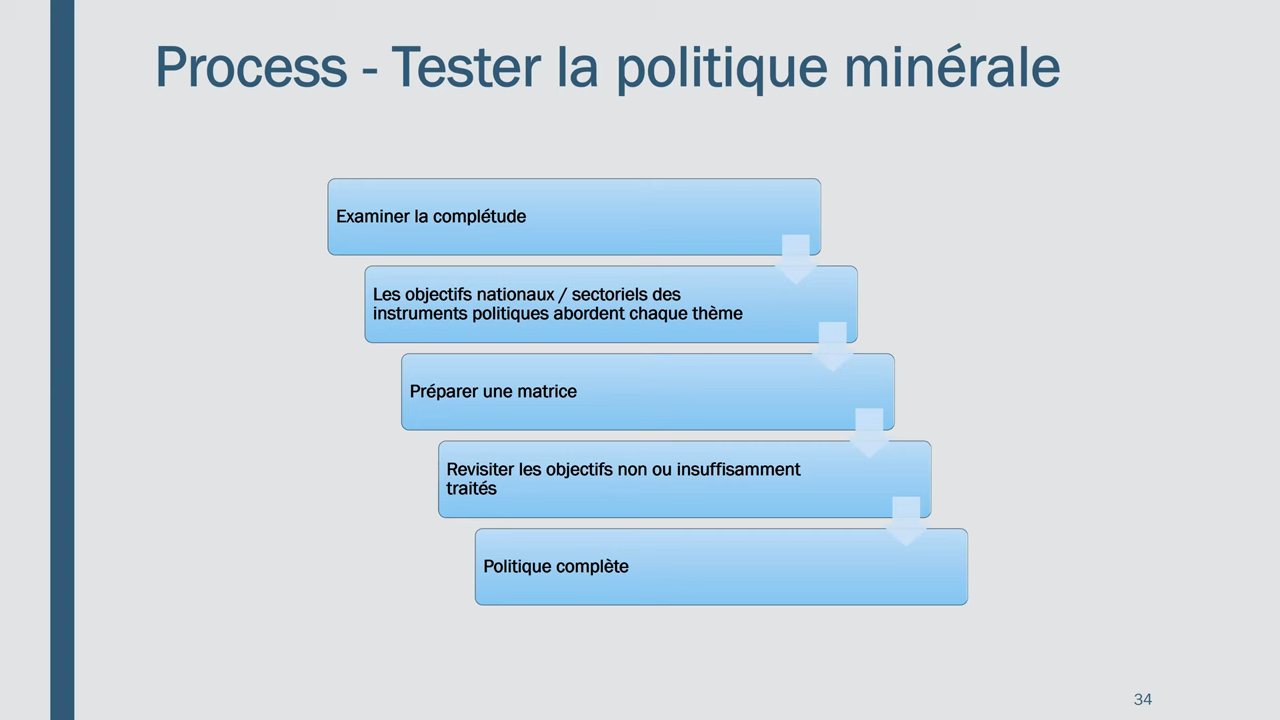 Process - Tester la politique minérale
Examiner la complétude
Les objectifs nationaux / sectoriels des
instruments politiques abordent chaque thème
Préparer une matrice
Revisiter les objectifs non ou insuffisamment
traités
Politique complète
34